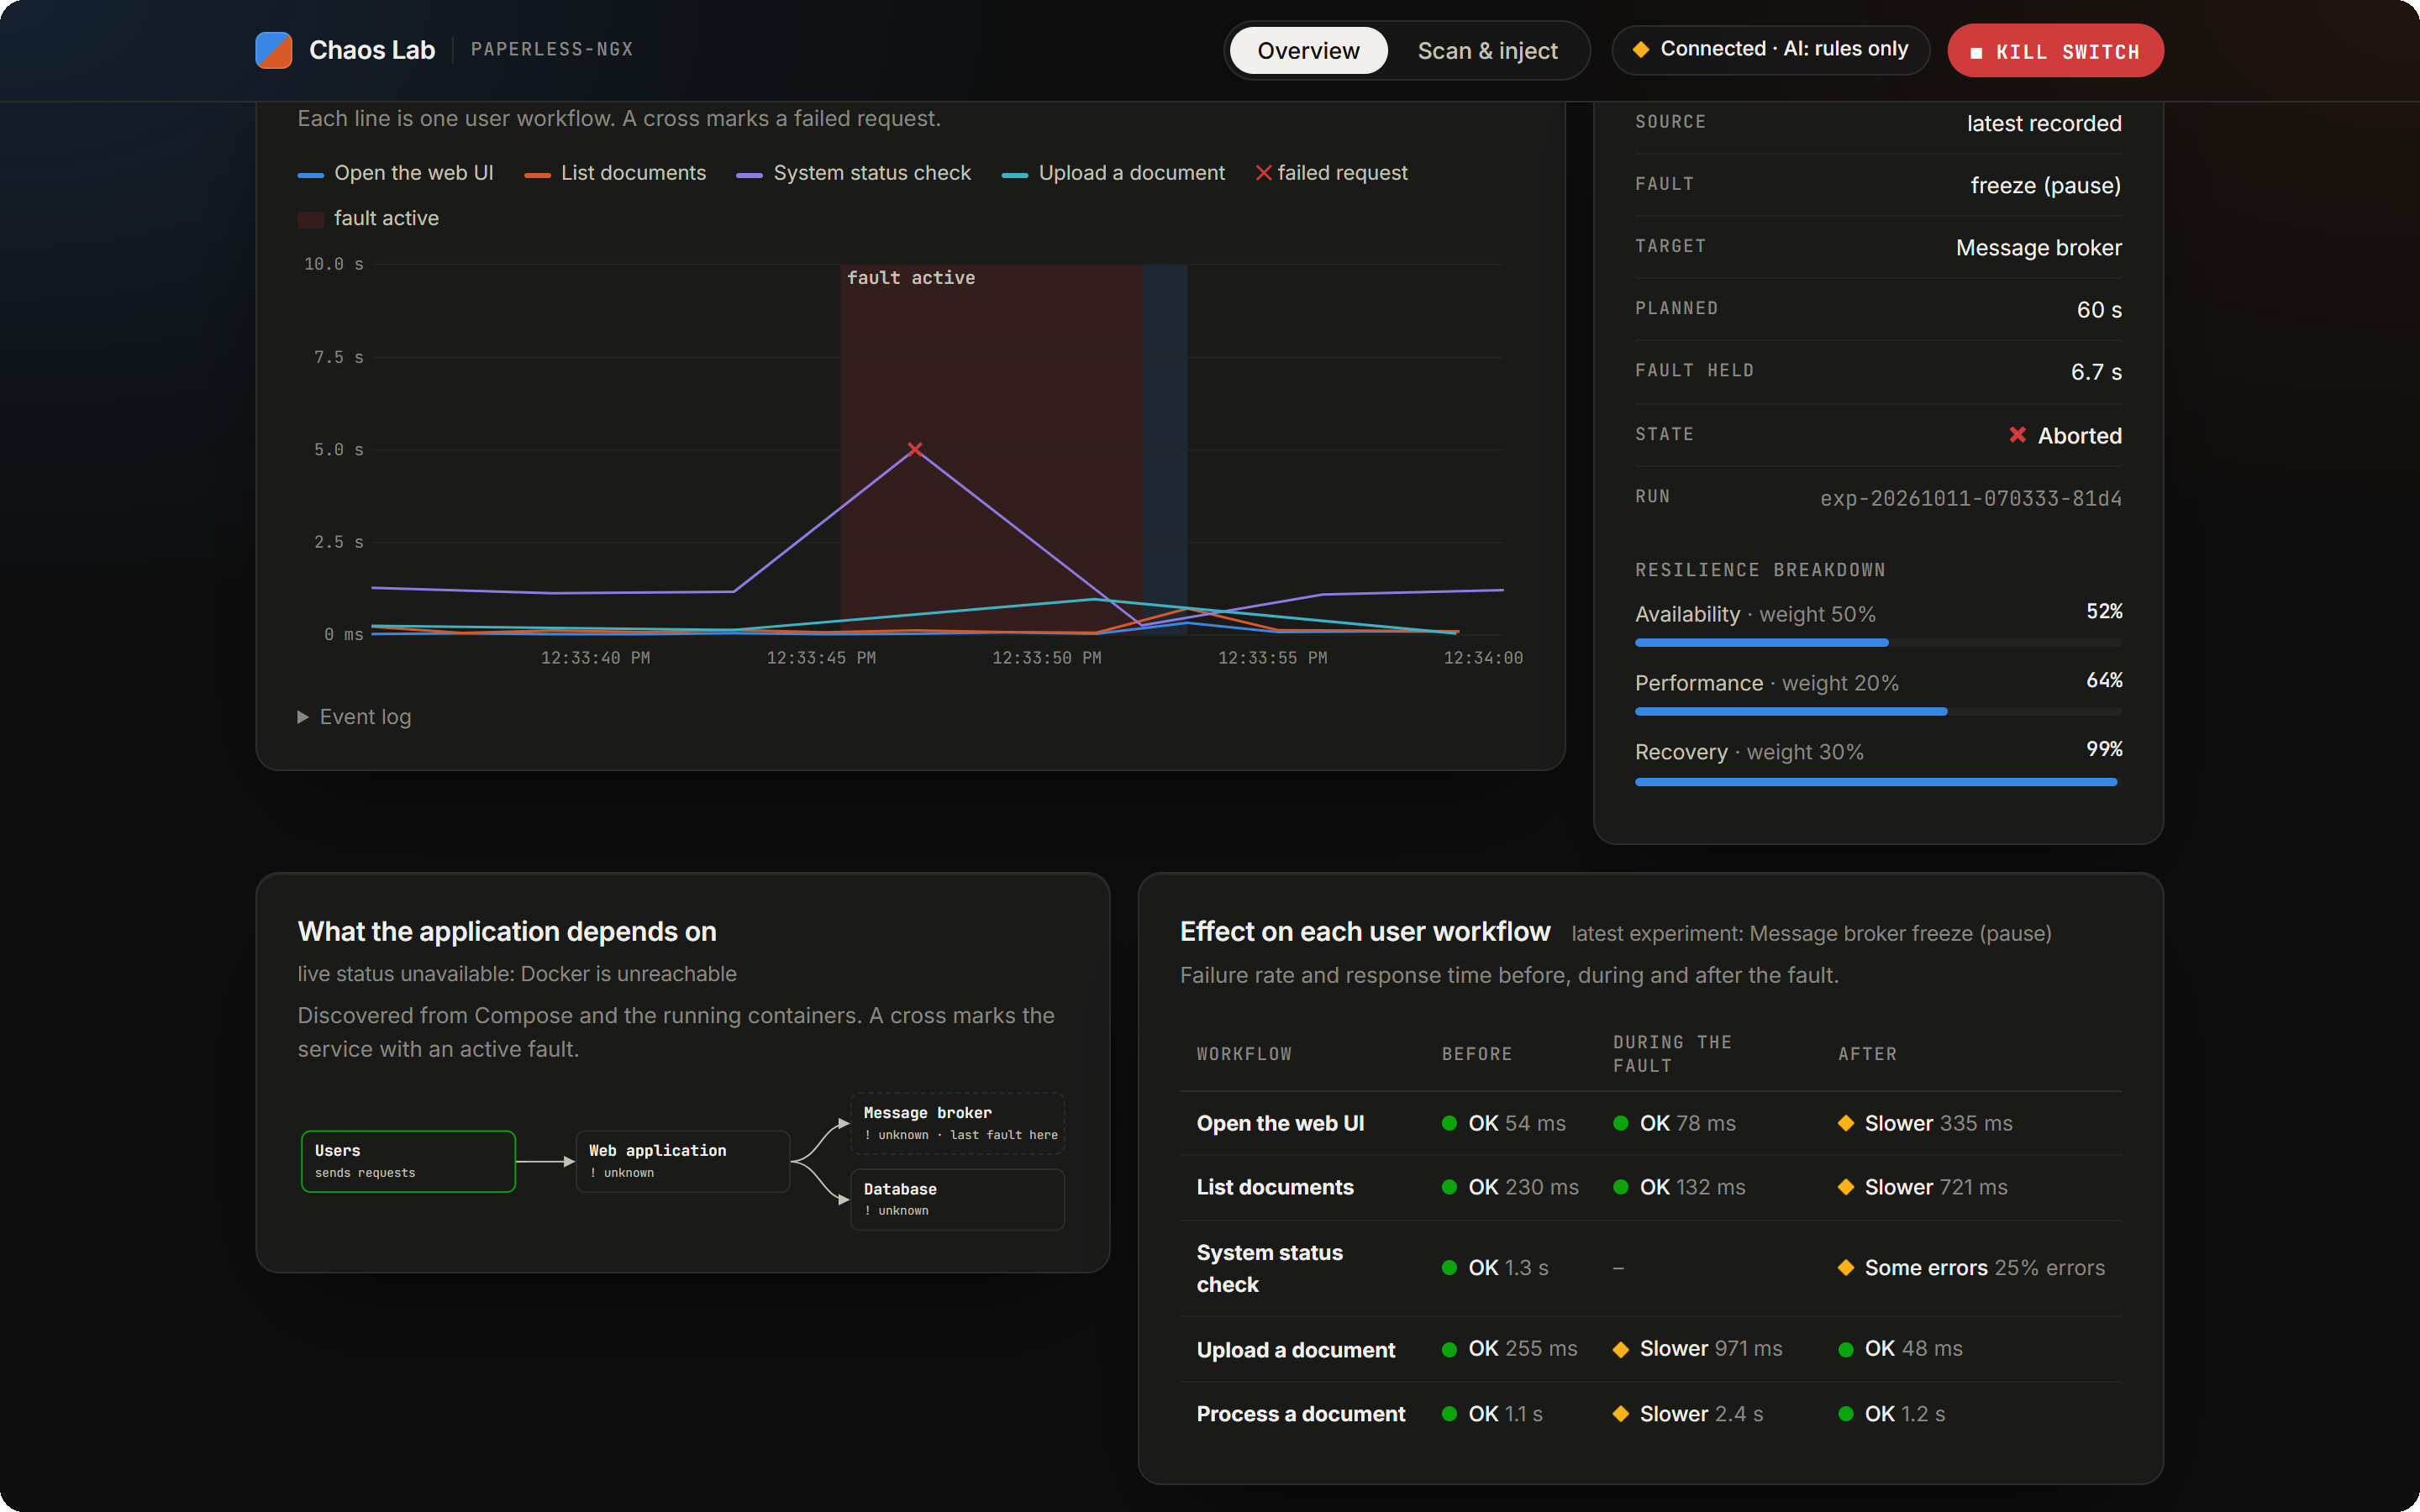 Chaos Lab
PAPERLESS-NGX
Overview
Scan & inject
Connected · AI: rules only
KILL SWITCH
Each line is one user workflow. A cross marks a failed request.
Open the web UI
List documents
System status check
Upload a document
failed request
fault active
10.0 s
7.5 s
5.0 s
2.5 s
0 ms
fault active
12:33:40 PM
12:33:45 PM
12:33:50 PM
12:33:55 PM
12:34:00
Event log
SOURCE latest recorded
FAULT freeze (pause)
TARGET Message broker
PLANNED 60 s
FAULT HELD 6.7 s
STATE Aborted
RUN exp-20261011-070333-81d4
RESILIENCE BREAKDOWN
Availability · weight 50% 52%
Performance · weight 20% 64%
Recovery · weight 30% 99%
What the application depends on
live status unavailable: Docker is unreachable
Discovered from Compose and the running containers. A cross marks the
service with an active fault.
Users
sends requests
Web application
! unknown
Message broker
! unknown · last fault here
Database
! unknown
Effect on each user workflow latest experiment: Message broker freeze (pause)
Failure rate and response time before, during and after the fault.
WORKFLOW BEFORE DURING THE FAULT AFTER
Open the web UI OK 54 ms OK 78 ms Slower 335 ms
List documents OK 230 ms OK 132 ms Slower 721 ms
System status check OK 1.3 s – Some errors 25% errors
Upload a document OK 255 ms Slower 971 ms OK 48 ms
Process a document OK 1.1 s Slower 2.4 s OK 1.2 s